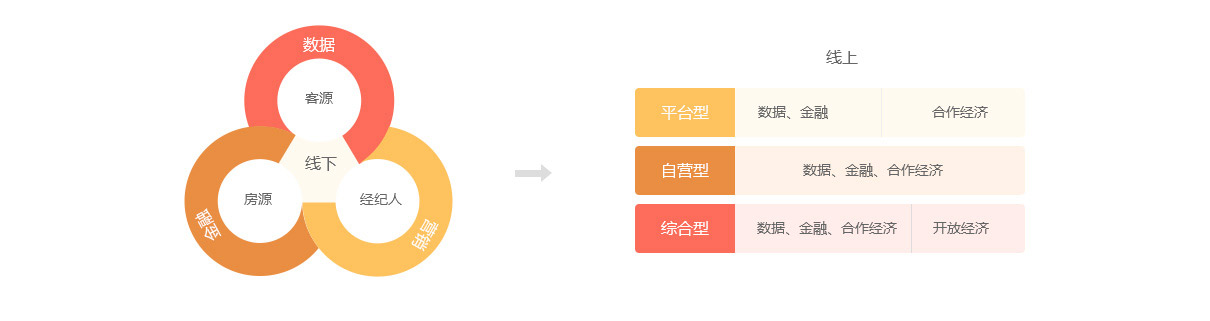 数据
客源
线下
房源
经纪人
金融
营销
线上
平台型 数据、金融 合作经济
自营型 数据、金融、合作经济
综合型 数据、金融、合作经济 开放经济